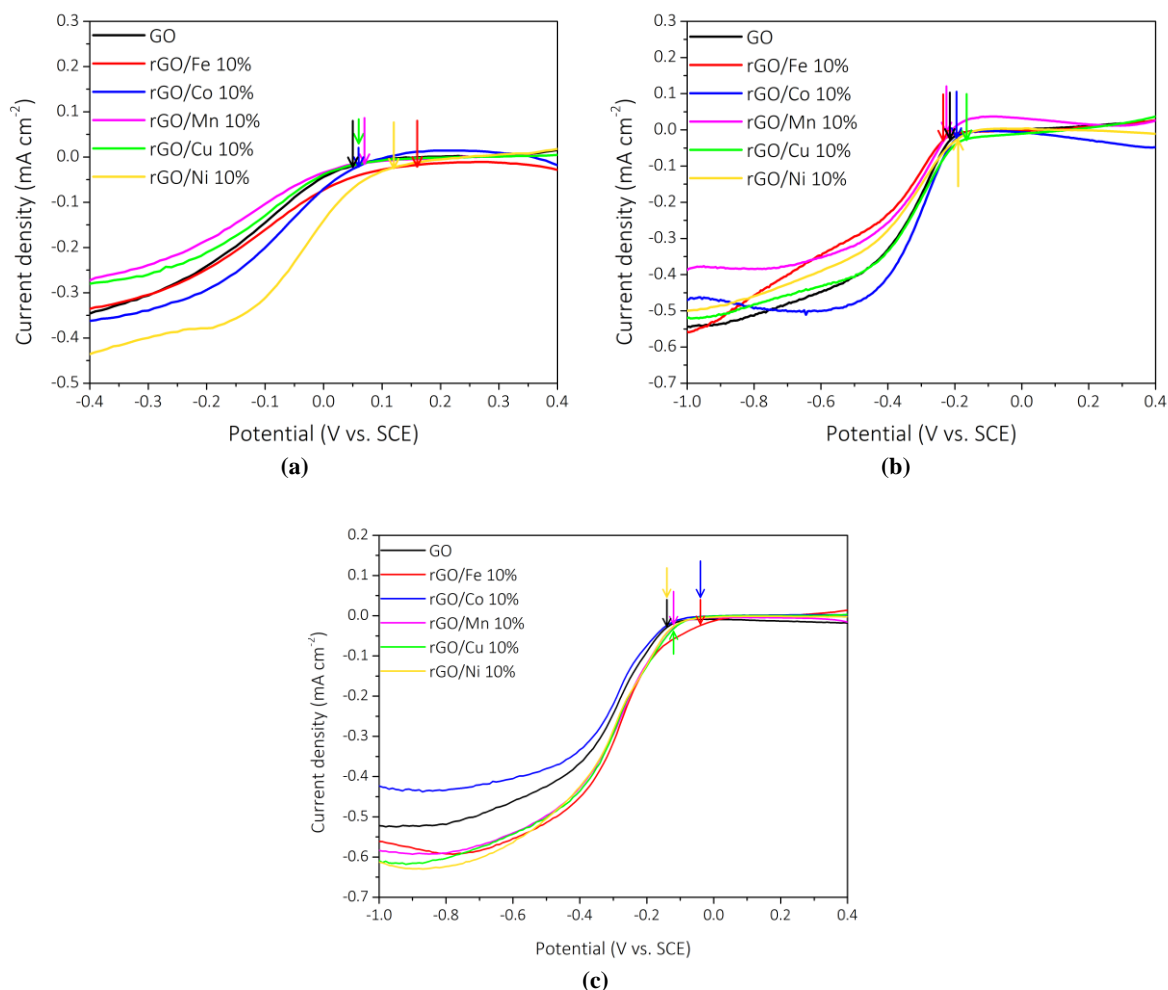 0.3
0.2
0.1
0.0
-0.1
-0.2
-0.3
-0.4
-0.5
Current density (mA cm⁻²)
GO
rGO/Fe 10%
rGO/Co 10%
rGO/Mn 10%
rGO/Cu 10%
rGO/Ni 10%
-0.4 -0.3 -0.2 -0.1 0.0 0.1 0.2 0.3 0.4
Potential (V vs. SCE)
(a)
0.3
0.2
0.1
0.0
-0.1
-0.2
-0.3
-0.4
-0.5
-0.6
-0.7
Current density (mA cm⁻²)
GO
rGO/Fe 10%
rGO/Co 10%
rGO/Mn 10%
rGO/Cu 10%
rGO/Ni 10%
-1.0 -0.8 -0.6 -0.4 -0.2 0.0 0.2 0.4
Potential (V vs. SCE)
(b)
0.2
0.1
0.0
-0.1
-0.2
-0.3
-0.4
-0.5
-0.6
-0.7
Current density (mA cm⁻²)
GO
rGO/Fe 10%
rGO/Co 10%
rGO/Mn 10%
rGO/Cu 10%
rGO/Ni 10%
-1.0 -0.8 -0.6 -0.4 -0.2 0.0 0.2 0.4
Potential (V vs. SCE)
(c)